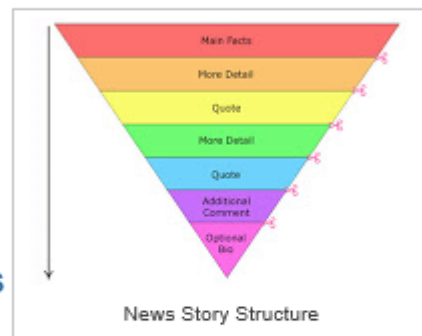 Main Facts
More Detail
Quote
More Detail
Quote
Additional
Comment
Optional
Bio
s
News Story Structure